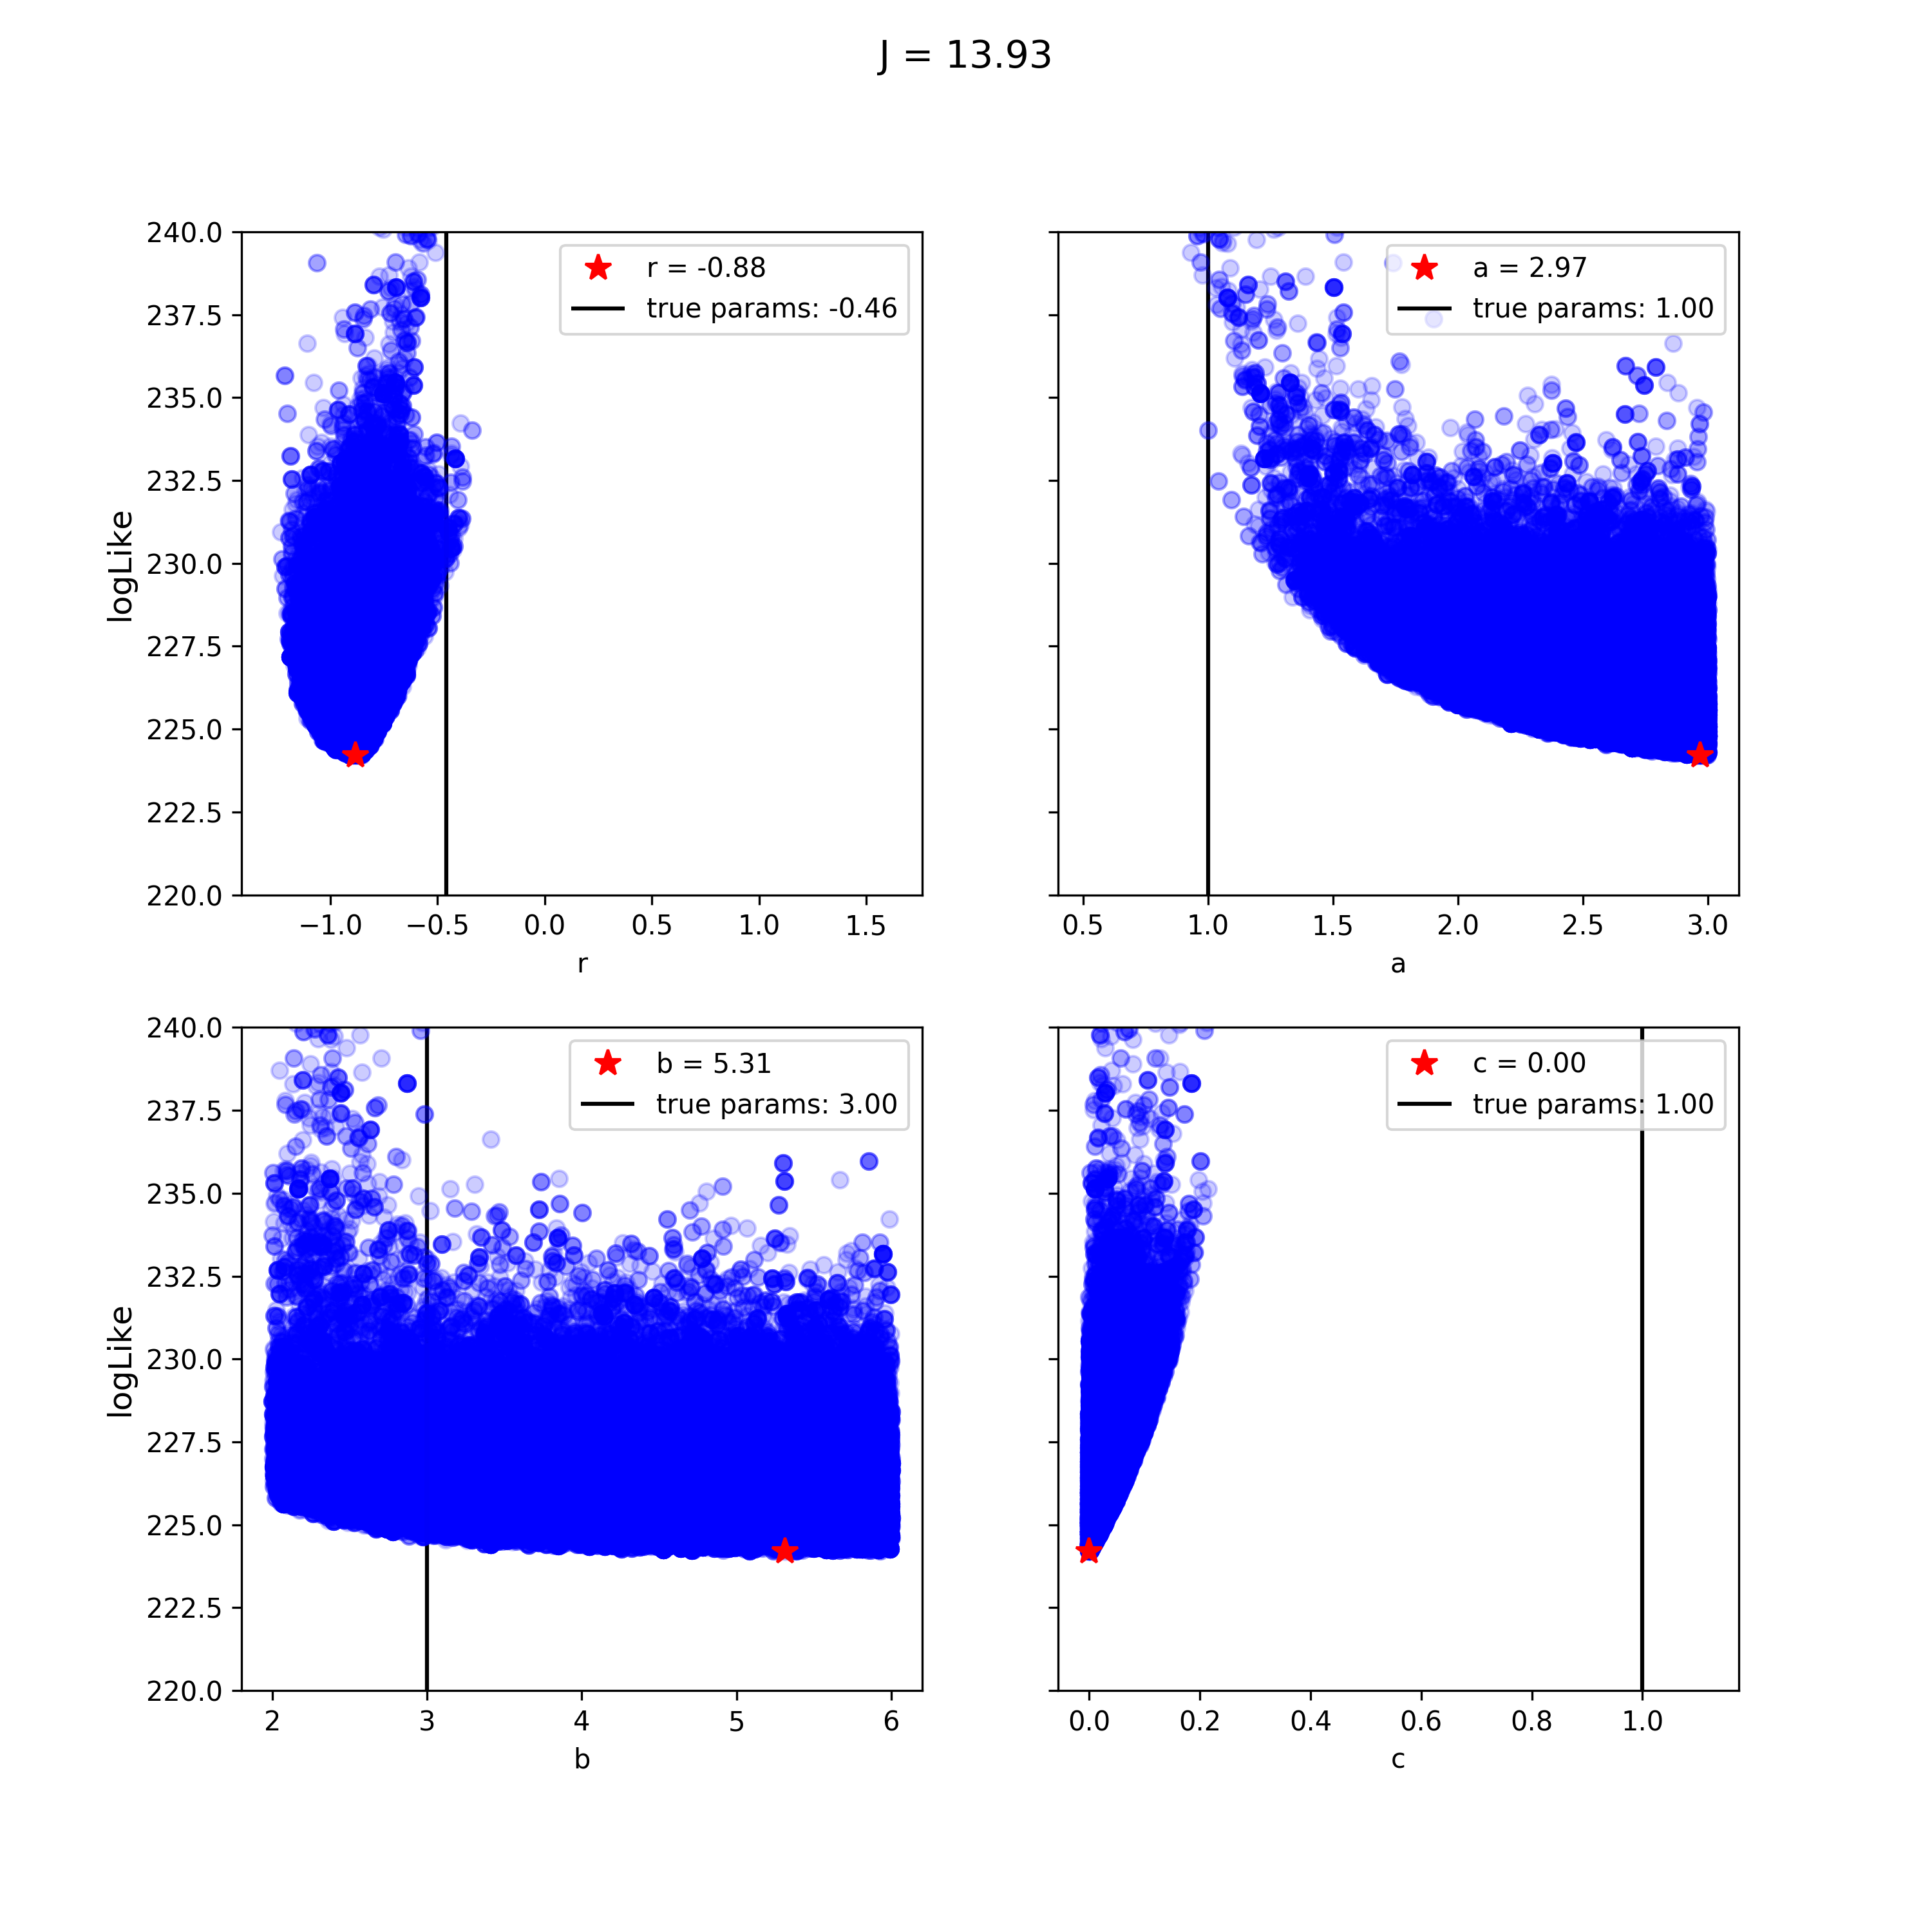 J = 13.93
240.0
237.5
235.0
232.5
230.0
227.5
225.0
222.5
220.0
logLike
r = -0.88
true params: -0.46
−1.0 −0.5 0.0 0.5 1.0 1.5
r
a = 2.97
true params: 1.00
0.5 1.0 1.5 2.0 2.5 3.0
a
240.0
237.5
235.0
232.5
230.0
227.5
225.0
222.5
220.0
logLike
b = 5.31
true params: 3.00
2 3 4 5 6
b
c = 0.00
true params: 1.00
0.0 0.2 0.4 0.6 0.8 1.0
c